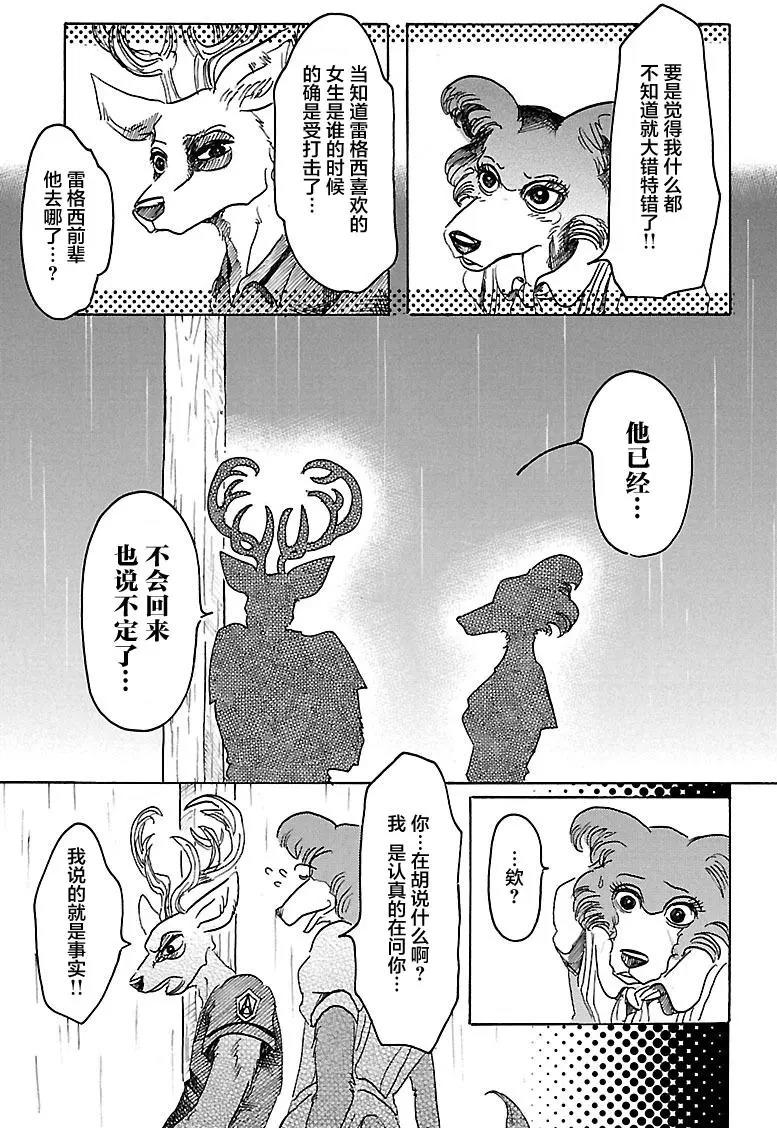 要是觉得我什么都
不知道就大错特错了!!
当知道雷格西喜欢的
女生是谁的时候
的确是受打击了…
雷格西前辈
他去哪了…?
他已经…
不会回来
也说不定了…
…欸?
你…在胡说什么啊?
我 是认真的在问你…
我说的就是事实!!
A